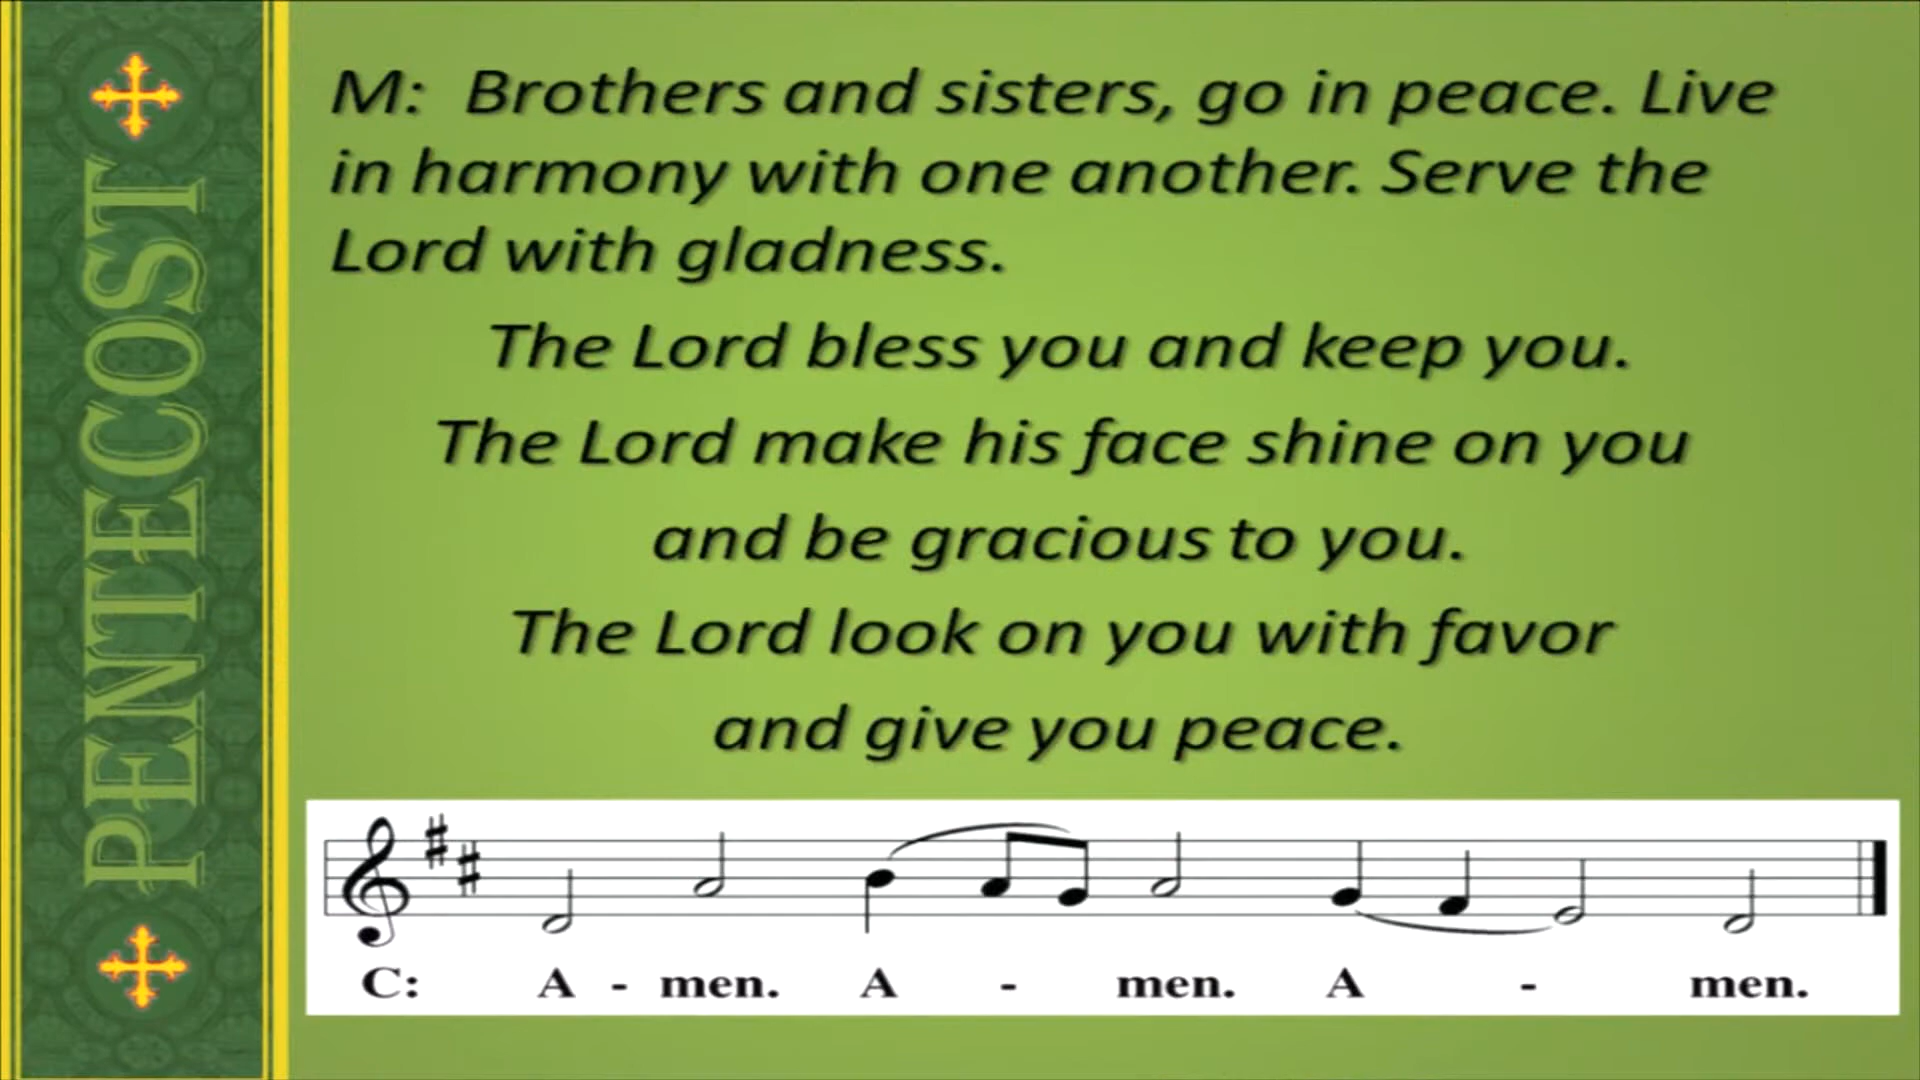 PENTECOST
M: Brothers and sisters, go in peace. Live
in harmony with one another. Serve the
Lord with gladness.
The Lord bless you and keep you.
The Lord make his face shine on you
and be gracious to you.
The Lord look on you with favor
and give you peace.
C: A - men. A - men. A - men.